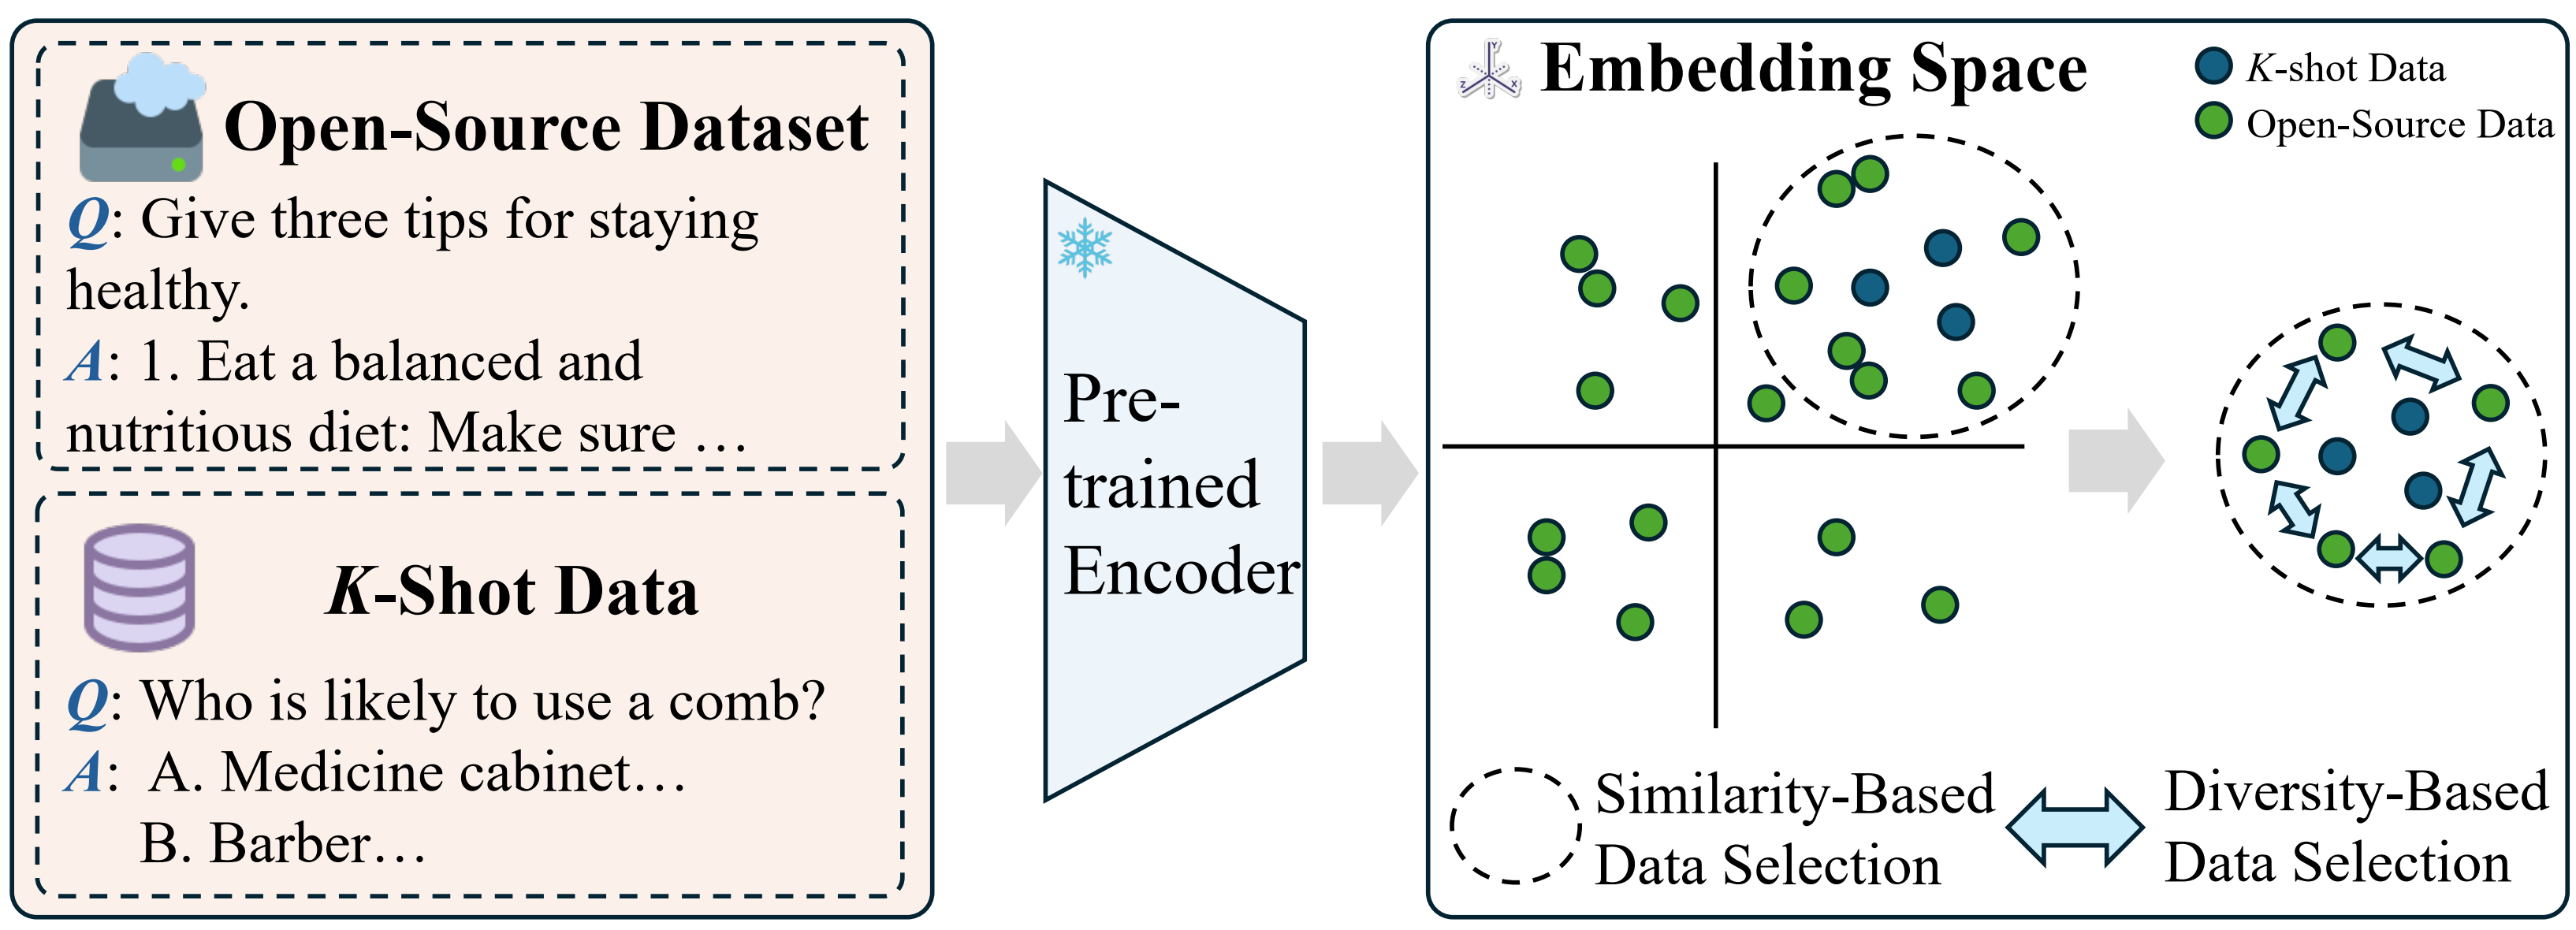 Open-Source Dataset
Q: Give three tips for staying
healthy.
A: 1. Eat a balanced and
nutritious diet: Make sure …
K-Shot Data
Q: Who is likely to use a comb?
A: A. Medicine cabinet…
B. Barber…
Pre-
trained
Encoder
Y
Z
X
Embedding Space
K-shot Data
Open-Source Data
Similarity-Based
Data Selection
Diversity-Based
Data Selection